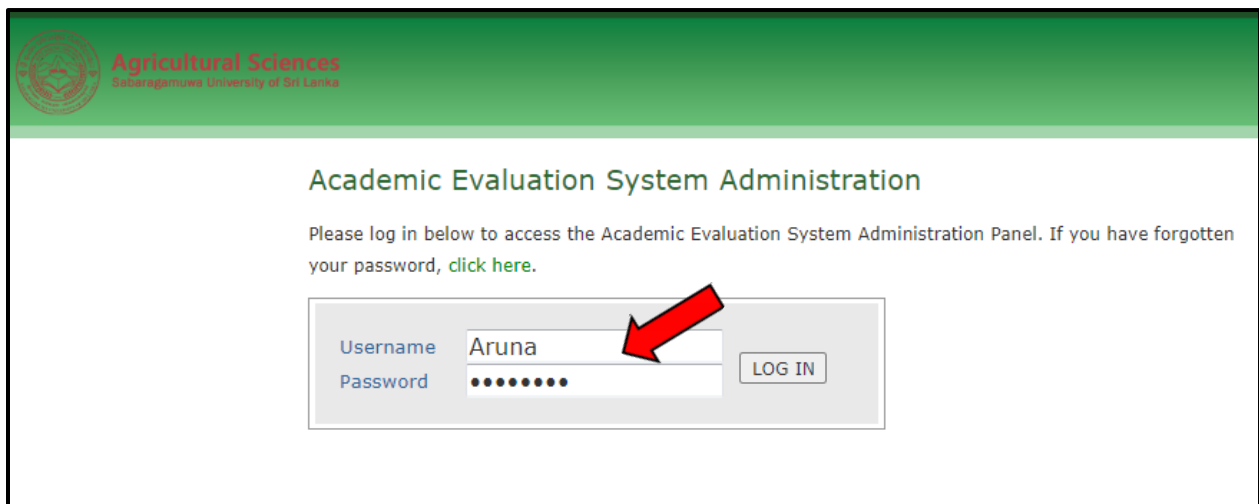 Agricultural Sciences
Sabaragamuwa University of Sri Lanka
Academic Evaluation System Administration
Please log in below to access the Academic Evaluation System Administration Panel. If you have forgotten
your password, click here.
Username Aruna
Password ••••••••
LOG IN